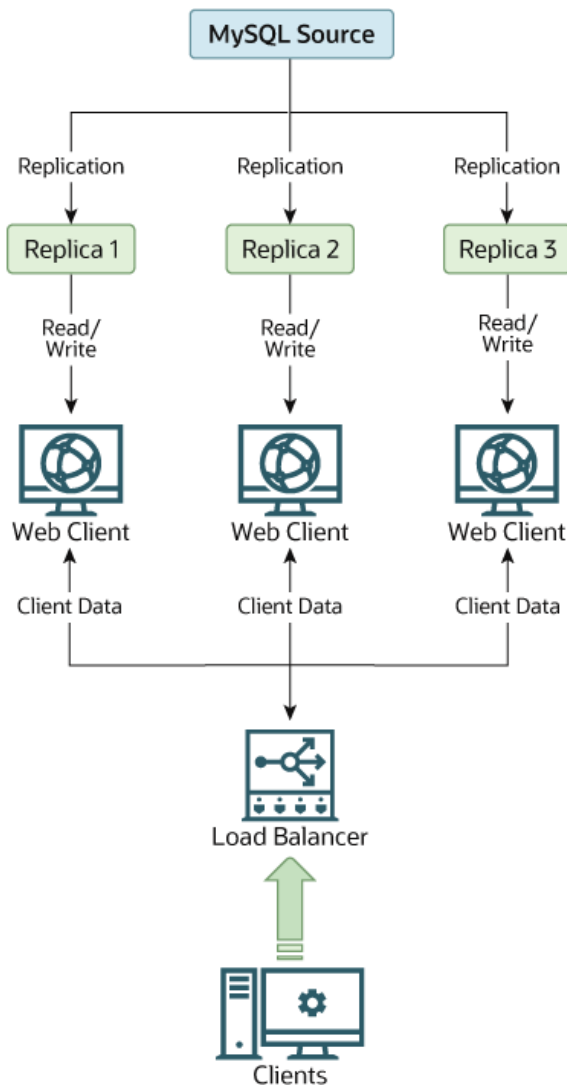 MySQL Source
Replication
Replication
Replication
Replica 1
Replica 2
Replica 3
Read/
Write
Read/
Write
Read/
Write
Web Client
Web Client
Web Client
Client Data
Client Data
Client Data
Load Balancer
Clients